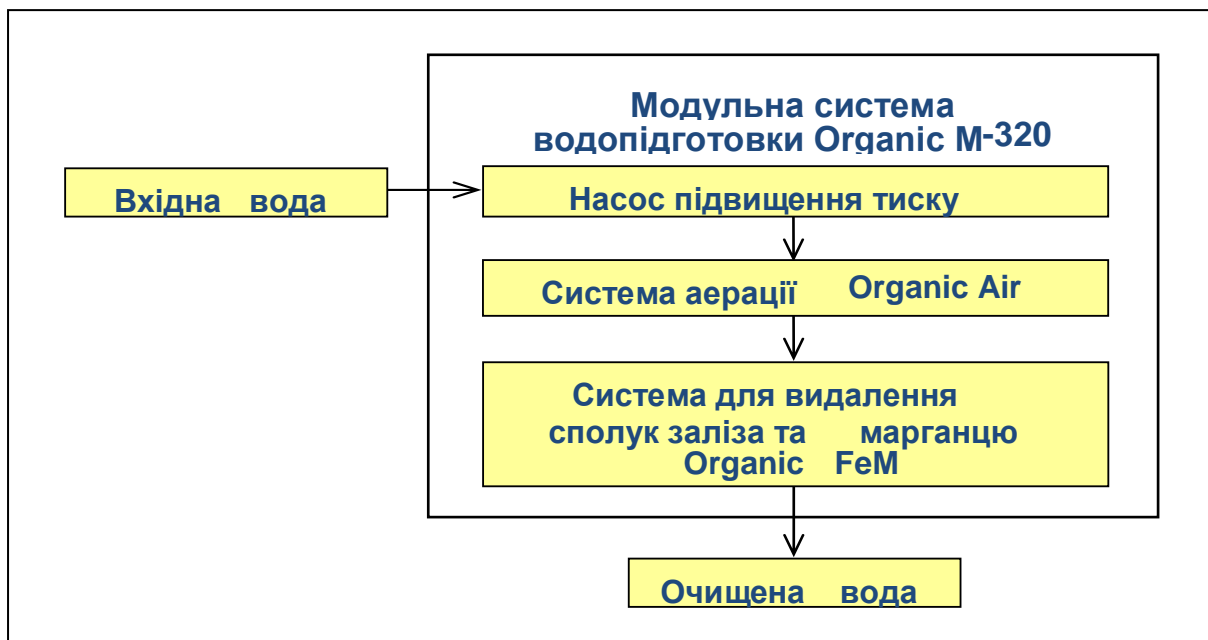 Модульна система
водопідготовки Organic M-320
Вхідна вода
Насос підвищення тиску
Система аерації Organic Air
Система для видалення
сполук заліза та марганцю
Organic FeM
Очищена вода